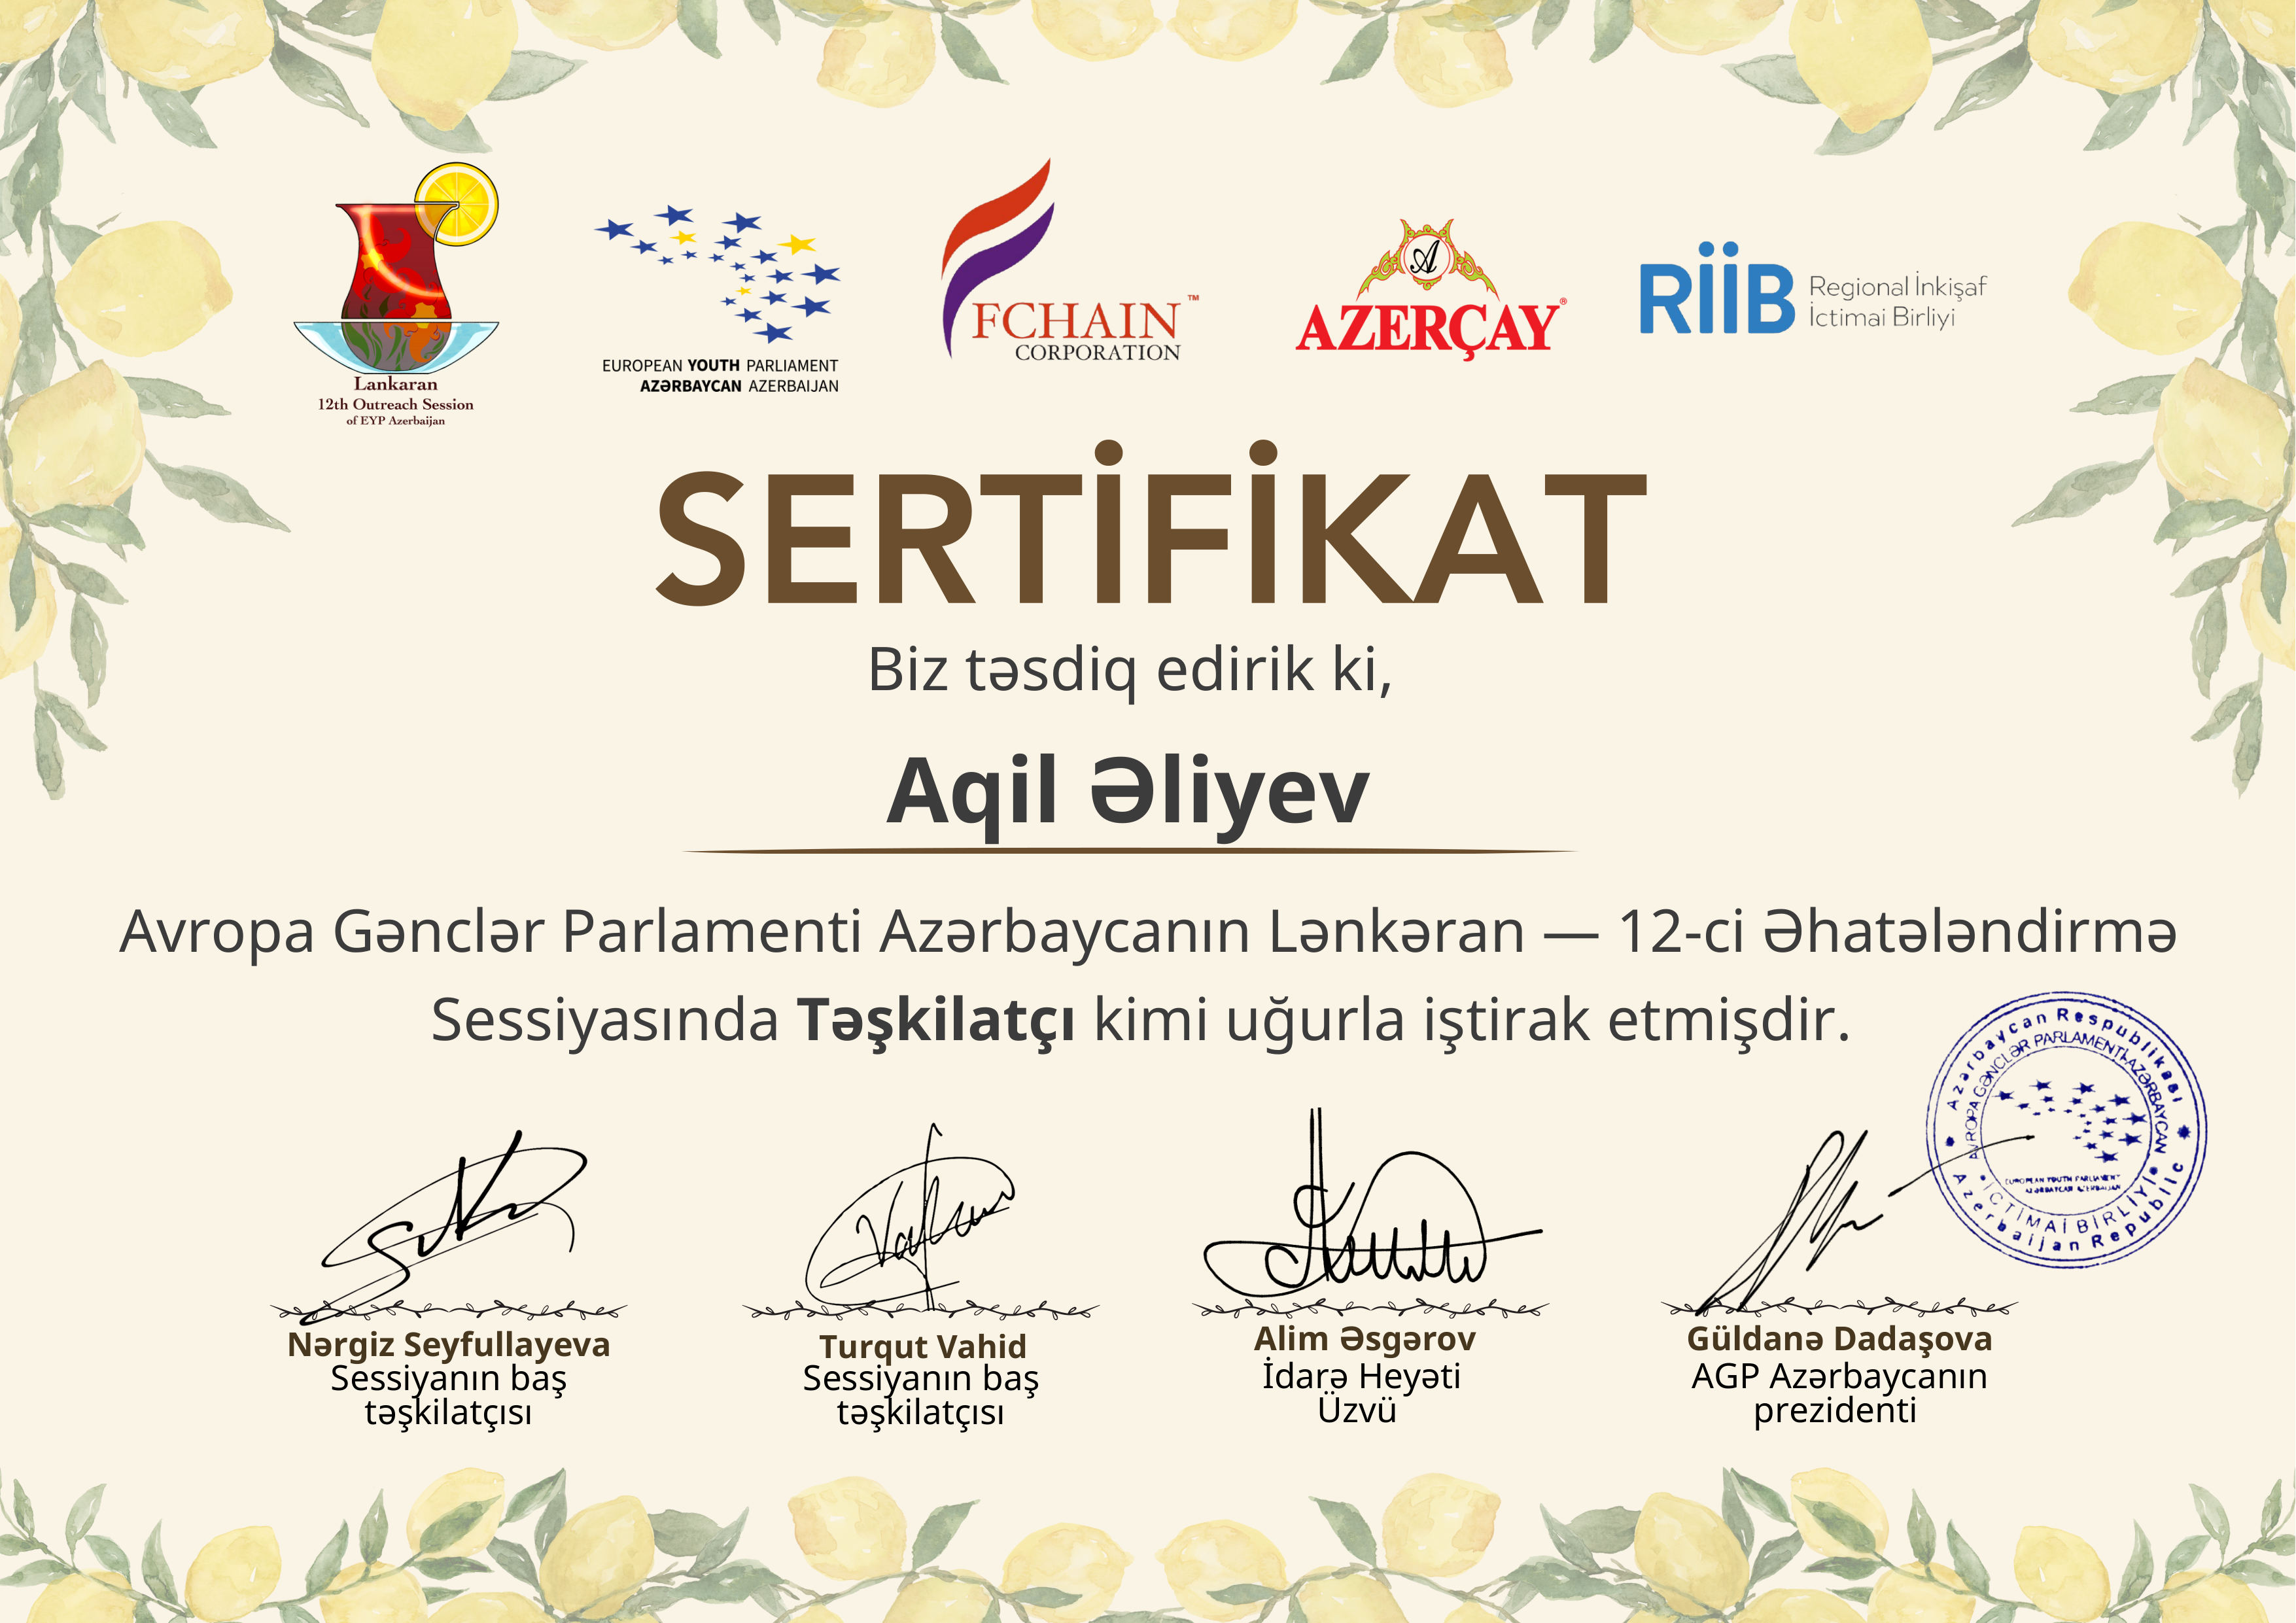 Lankaran
12th Outreach Session
of EYP Azerbaijan
EUROPEAN YOUTH PARLIAMENT
AZƏRBAYCAN AZERBAIJAN
FCHAIN™
CORPORATION
A
AZERÇAY®
RİİB Regional İnkişaf
İctimai Birliyi
SERTİFİKAT
Biz təsdiq edirik ki,
Aqil Əliyev
Avropa Gənclər Parlamenti Azərbaycanın Lənkəran — 12-ci Əhatələndirmə
Sessiyasında Təşkilatçı kimi uğurla iştirak etmişdir.
Azərbaycan Respublikası
AVROPA GƏNCLƏR PARLAMENTİ-AZƏRBAYCAN
EUROPEAN YOUTH PARLIAMENT
AZƏRBAYCAN AZERBAIJAN
İCTİMAİ BİRLİYİ
Azerbaijan Republic
Nərgiz Seyfullayeva
Sessiyanın baş
təşkilatçısı
Turqut Vahid
Sessiyanın baş
təşkilatçısı
Alim Əsgərov
İdarə Heyəti
Üzvü
Güldanə Dadaşova
AGP Azərbaycanın
prezidenti